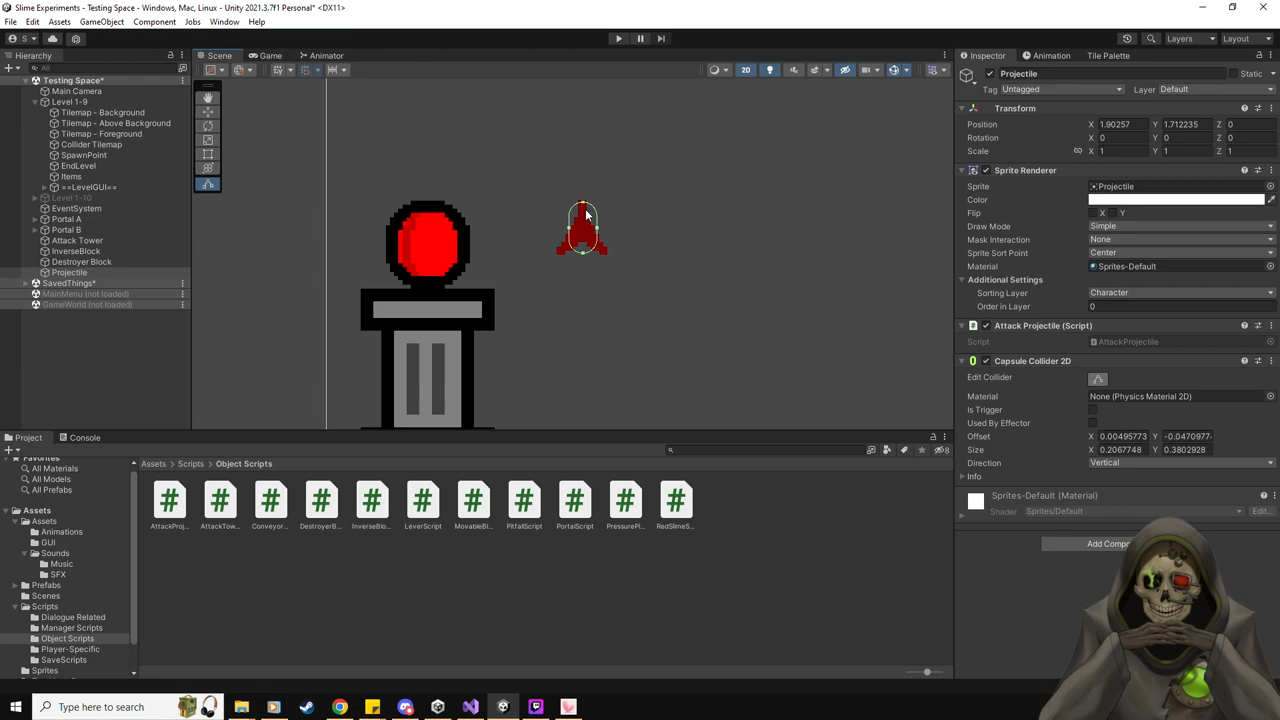 Slime Experiments - Testing Space - Windows, Mac, Linux - Unity 2021.3.7f1 Personal* <DX11>
File Edit Assets GameObject Component Jobs Window Help
S Layers Layout
Hierarchy Scene Game Animator Inspector Animation Tile Palette
All
2D
Projectile Static
Tag Untagged Layer Default
Testing Space*
Main Camera
Level 1-9
Tilemap - Background
Tilemap - Above Background
Tilemap - Foreground
Collider Tilemap
SpawnPoint
EndLevel
Items
==LevelGUI==
Level 1-10
EventSystem
Portal A
Portal B
Attack Tower
InverseBlock
Destroyer Block
Projectile
SavedThings*
MainMenu (not loaded)
GameWorld (not loaded)
Transform
Position X 1.90257 Y 1.712235 Z 0
Rotation X 0 Y 0 Z 0
Scale X 1 Y 1 Z 1
Sprite Renderer
Sprite Projectile
Color
Flip X Y
Draw Mode Simple
Mask Interaction None
Sprite Sort Point Center
Material Sprites-Default
Additional Settings
Sorting Layer Character
Order in Layer 0
Attack Projectile (Script)
Script AttackProjectile
Capsule Collider 2D
Edit Collider
Material None (Physics Material 2D)
Is Trigger
Used By Effector
Offset X 0.00495773 Y -0.0470977
Size X 0.2067748 Y 0.3802928
Direction Vertical
Info
Sprites-Default (Material)
Shader Sprites/Default Edit...
Add Compo
Project Console
8
Favorites
All Materials
All Models
All Prefabs
Assets
Assets
Animations
GUI
Sounds
Music
SFX
Prefabs
Scenes
Scripts
Dialogue Related
Manager Scripts
Object Scripts
Player-Specific
SaveScripts
Sprites
Assets Scripts Object Scripts
AttackProj... AttackTow... Conveyor... DestroyerB... InverseBlo... LeverScript MovableBl... PitfallScript PortalScript PressurePl... RedSlimeS...
Type here to search